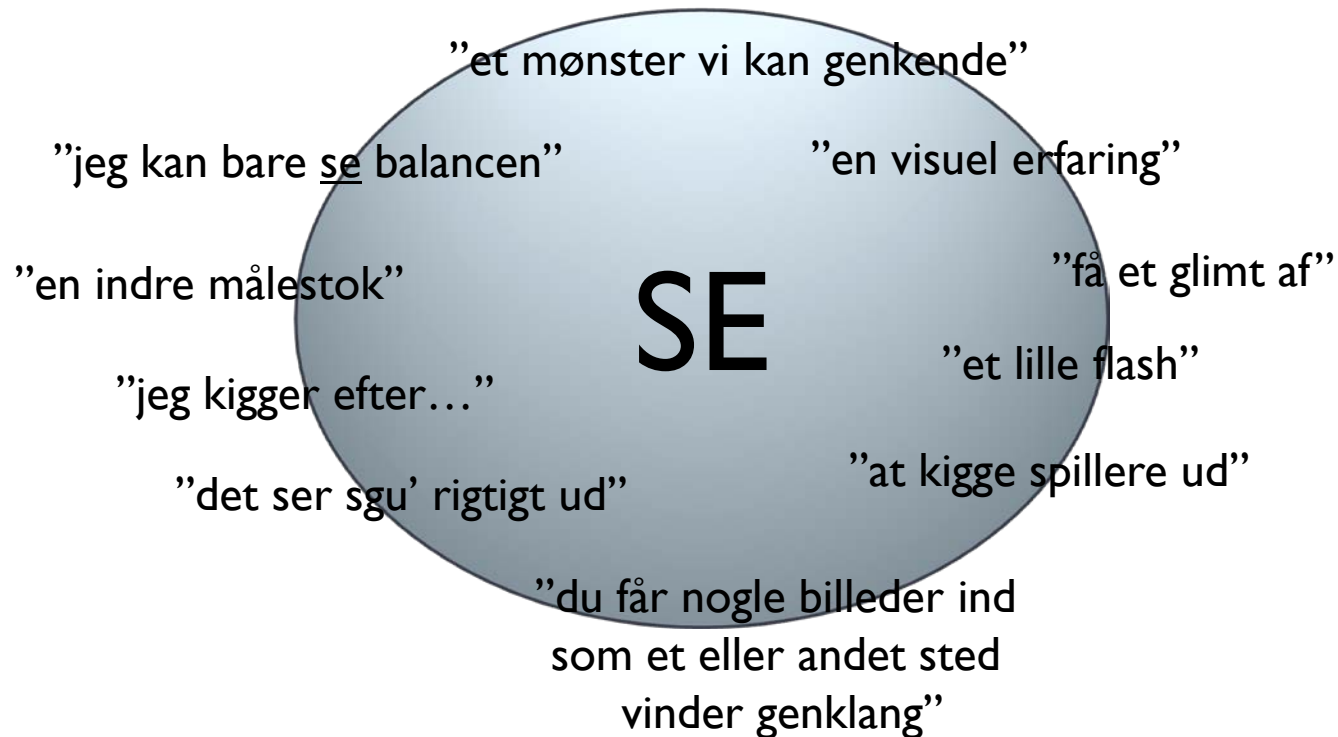 ”et mønster vi kan genkende”
”jeg kan bare se balancen”
”en visuel erfaring”
”en indre målestok”
”få et glimt af”
SE
”et lille flash”
”jeg kigger efter…”
”at kigge spillere ud”
”det ser sgu’ rigtigt ud”
”du får nogle billeder ind
som et eller andet sted
vinder genklang”